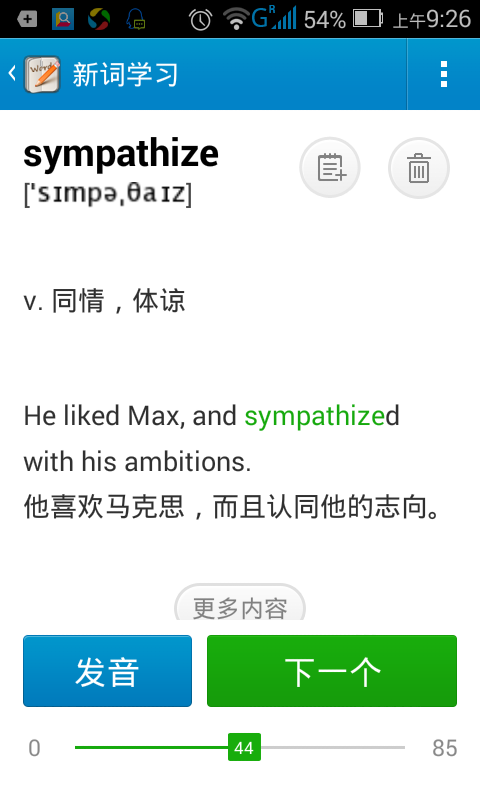 54% 上午9:26
新词学习
sympathize
['sɪmpə,θaɪz]
v. 同情，体谅
He liked Max, and sympathized
with his ambitions.
他喜欢马克思，而且认同他的志向。
更多内容
发音 下一个
0 44 85